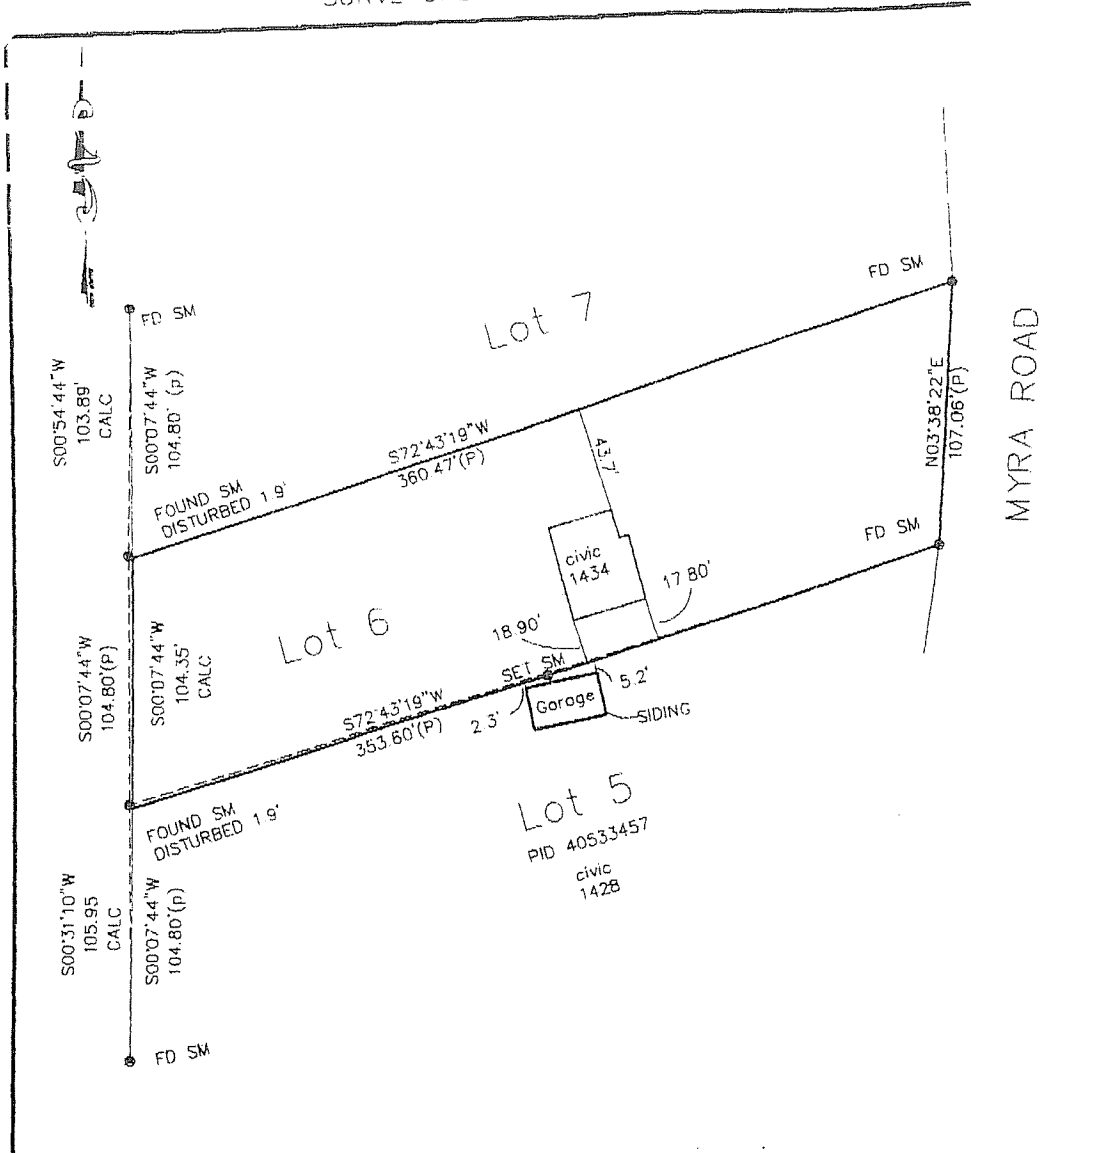 FD SM
FD SM
Lot 7
MYRA ROAD
S00°54'44"W
103.89'
CALC
S00°07'44"W
104.80' (p)
N03°38'22"E
107.06'(P)
S72°43'19"W
360.47'(P)
43.7'
FOUND SM
DISTURBED 1.9'
FD SM
civic
1434
17.80'
18.90'
Lot 6
S00°07'44"W
104.80'(P)
S00°07'44"W
104.35'
CALC
SET SM
5.2'
Garage
SIDING
2.3'
S72°43'19"W
353.60'(P)
FOUND SM
DISTURBED 1.9'
Lot 5
PID 40533457
civic
1428
S00°31'10"W
105.95
CALC
S00°07'44"W
104.80'(p)
FD SM